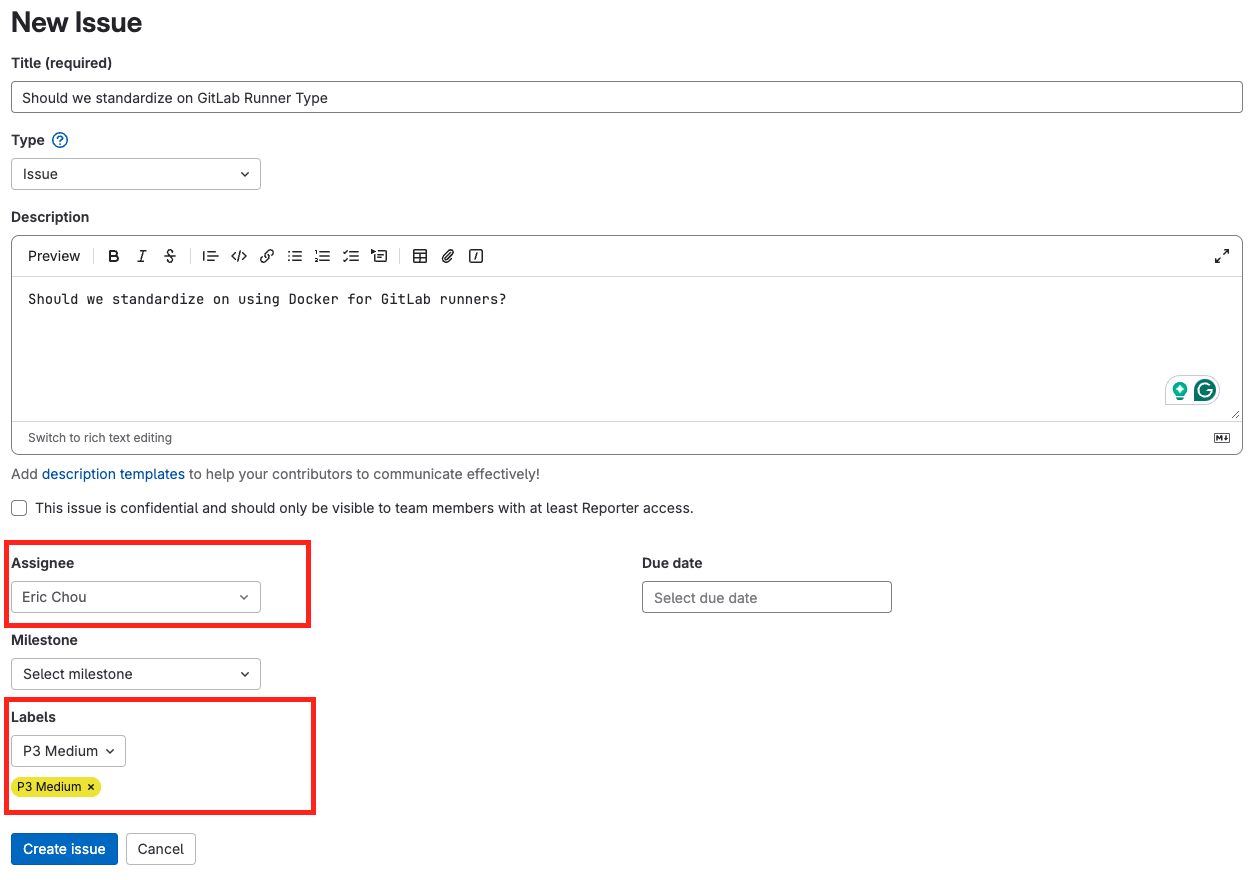 New Issue
Title (required)
Should we standardize on GitLab Runner Type
Type
Issue
Description
Preview
Should we standardize on using Docker for GitLab runners?
Switch to rich text editing
Add description templates to help your contributors to communicate effectively!
This issue is confidential and should only be visible to team members with at least Reporter access.
Assignee
Due date
Eric Chou
Select due date
Milestone
Select milestone
Labels
P3 Medium
P3 Medium ×
Create issue
Cancel